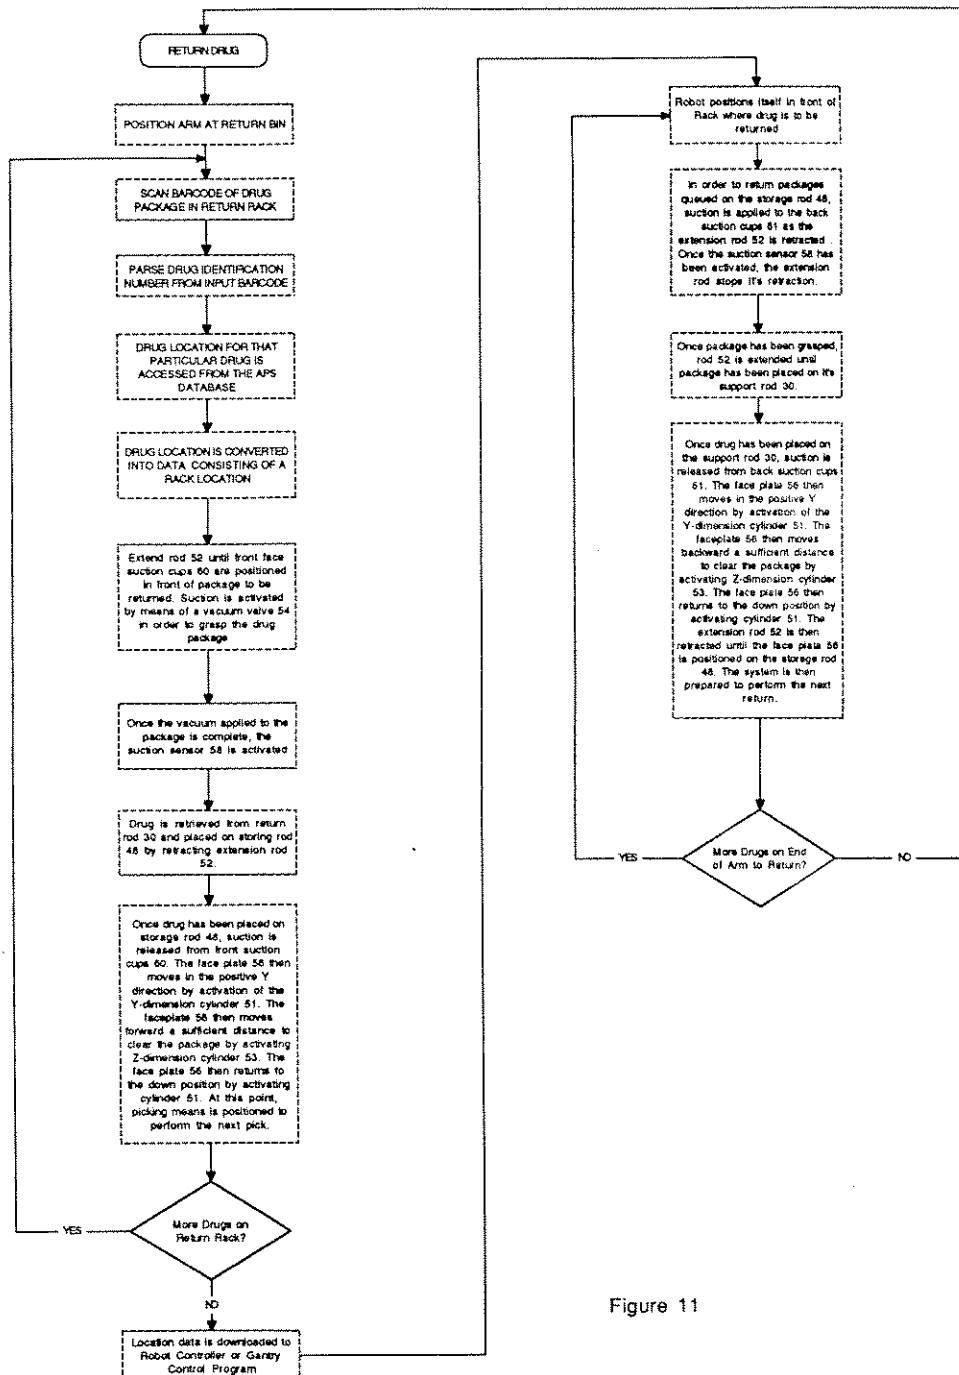 RETURN DRUG
POSITION ARM AT RETURN BIN
SCAN BARCODE OF DRUG
PACKAGE IN RETURN RACK
PARSE DRUG IDENTIFICATION
NUMBER FROM INPUT BARCODE
DRUG LOCATION FOR THAT
PARTICULAR DRUG IS
ACCESSED FROM THE APS
DATABASE
DRUG LOCATION IS CONVERTED
INTO DATA CONSISTING OF A
RACK LOCATION
Extend rod 52 until front face
suction cups 60 are positioned
in front of package to be
returned. Suction is activated
by means of a vacuum valve 54
in order to grasp the drug
package
Once the vacuum applied to the
package is complete, the
suction sensor 58 is activated
Drug is retrieved from return
rod 30 and placed on storing rod
48 by retracting extension rod
52.
Once drug has been placed on
storage rod 48, suction is
released from front suction
cups 60. The face plate 56 then
moves in the positive Y
direction by activation of the
Y-dimension cylinder 51. The
faceplate 56 then moves
forward a sufficient distance to
clear the package by activating
Z-dimension cylinder 53. The
face plate 56 then returns to
the down position by activating
cylinder 51. At this point,
picking means is positioned to
perform the next pick.
More Drugs on
Return Rack?
YES
NO
Location data is downloaded to
Robot Controller or Gantry
Control Program
Robot positions itself in front of
Rack where drug is to be
returned
In order to return packages
queued on the storage rod 48,
suction is applied to the back
suction cups 61 as the
extension rod 52 is retracted .
Once the suction sensor 58 has
been activated, the extension
rod stops it's retraction.
Once package has been grasped,
rod 52 is extended until
package has been placed on it's
support rod 30.
Once drug has been placed on
the support rod 30, suction is
released from back suction cups
61. The face plate 56 then
moves in the positive Y
direction by activation of the
Y-dimension cylinder 51. The
faceplate 56 then moves
backward a sufficient distance
to clear the package by
activating Z-dimension cylinder
53. The face plate 56 then
returns to the down position by
activating cylinder 51. The
extension rod 52 is then
retracted until the face plate 56
is positioned on the storage rod
48. The system is then
prepared to perform the next
return.
More Drugs on End
of Arm to Return?
YES
NO
Figure 11